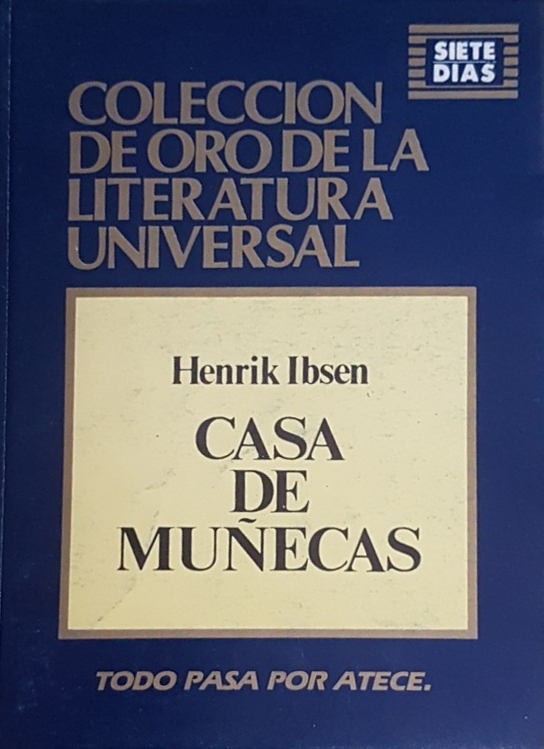 SIETE
DIAS
COLECCION
DE ORO DE LA
LITERATURA
UNIVERSAL
Henrik Ibsen
CASA
DE
MUÑECAS
TODO PASA POR ATECE.